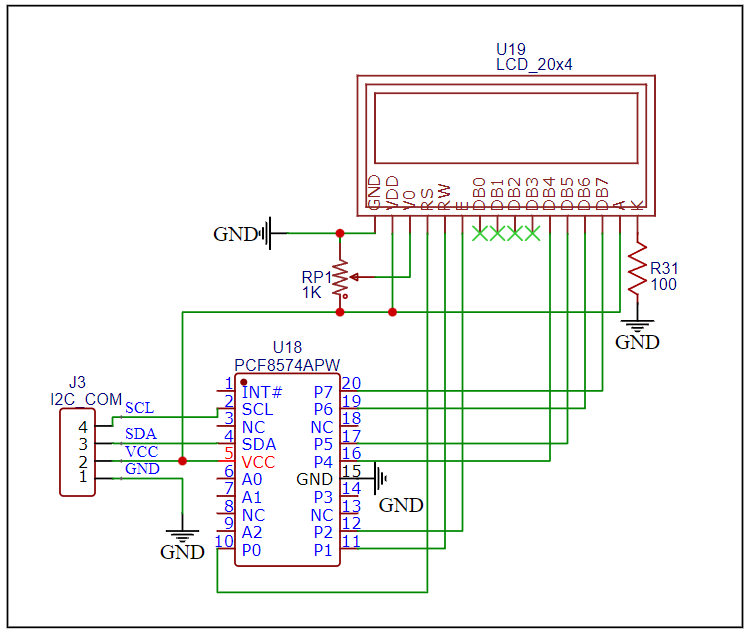 U19
LCD_20x4
GND VDD V0 RS RW E DB0 DB1 DB2 DB3 DB4 DB5 DB6 DB7 A K
GND
RP1
1K
R31
100
GND
U18
PCF8574APW
J3
I2C_COM
4 SCL
3 SDA
2 VCC
1 GND
GND
1 INT#
2 SCL
3 NC
4 SDA
5 VCC
6 A0
7 A1
8 NC
9 A2
10 P0
P7 20
P6 19
NC 18
P5 17
P4 16
GND 15
P3 14
NC 13
P2 12
P1 11
GND